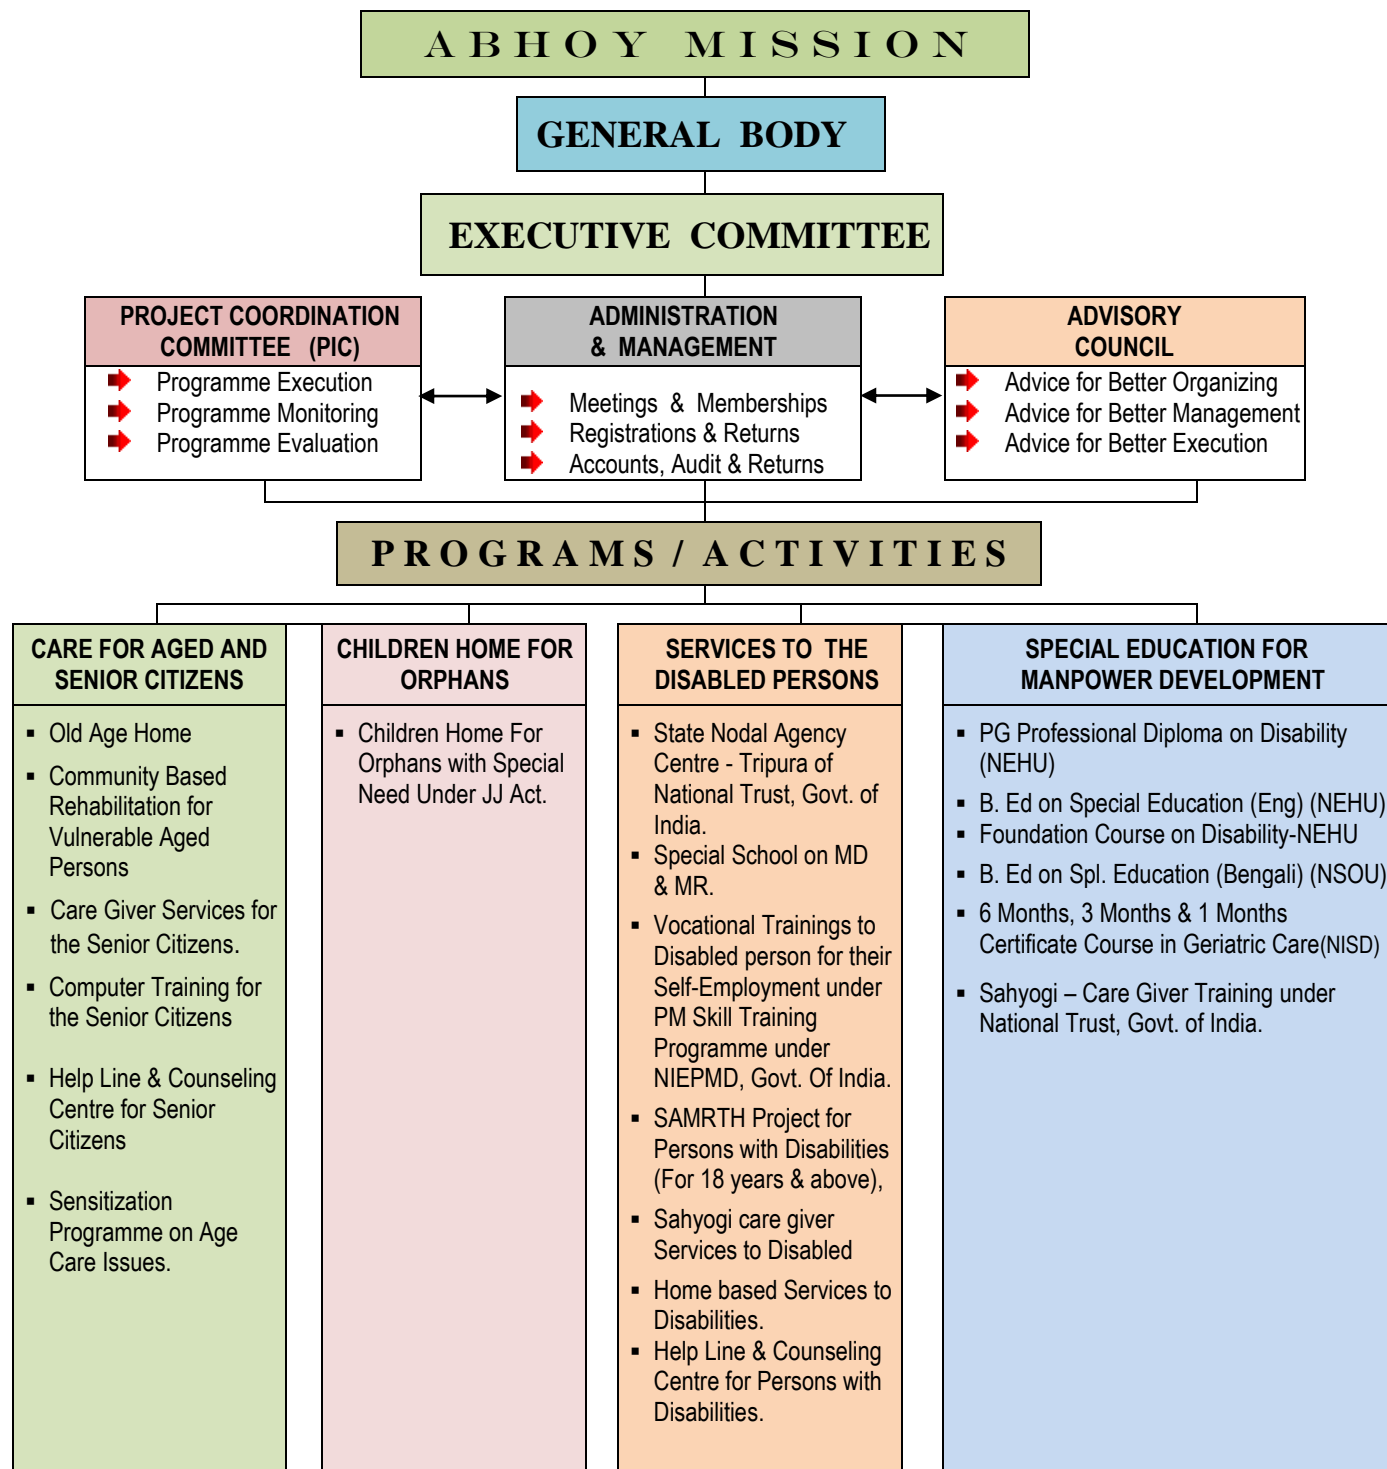 ABHOY MISSION
GENERAL BODY
EXECUTIVE COMMITTEE
PROJECT COORDINATION
COMMITTEE (PIC)
Programme Execution
Programme Monitoring
Programme Evaluation
ADMINISTRATION
& MANAGEMENT
Meetings & Memberships
Registrations & Returns
Accounts, Audit & Returns
ADVISORY
COUNCIL
Advice for Better Organizing
Advice for Better Management
Advice for Better Execution
PROGRAMS / ACTIVITIES
CARE FOR AGED AND
SENIOR CITIZENS
▪ Old Age Home
▪ Community Based
Rehabilitation for
Vulnerable Aged
Persons
▪ Care Giver Services for
the Senior Citizens.
▪ Computer Training for
the Senior Citizens
▪ Help Line & Counseling
Centre for Senior
Citizens
▪ Sensitization
Programme on Age
Care Issues.
CHILDREN HOME FOR
ORPHANS
▪ Children Home For
Orphans with Special
Need Under JJ Act.
SERVICES TO THE
DISABLED PERSONS
▪ State Nodal Agency
Centre - Tripura of
National Trust, Govt. of
India.
▪ Special School on MD
& MR.
▪ Vocational Trainings to
Disabled person for their
Self-Employment under
PM Skill Training
Programme under
NIEPMD, Govt. Of India.
▪ SAMRTH Project for
Persons with Disabilities
(For 18 years & above),
▪ Sahyogi care giver
Services to Disabled
▪ Home based Services to
Disabilities.
▪ Help Line & Counseling
Centre for Persons with
Disabilities.
SPECIAL EDUCATION FOR
MANPOWER DEVELOPMENT
▪ PG Professional Diploma on Disability
(NEHU)
▪ B. Ed on Special Education (Eng) (NEHU)
▪ Foundation Course on Disability-NEHU
▪ B. Ed on Spl. Education (Bengali) (NSOU)
▪ 6 Months, 3 Months & 1 Months
Certificate Course in Geriatric Care(NISD)
▪ Sahyogi – Care Giver Training under
National Trust, Govt. of India.